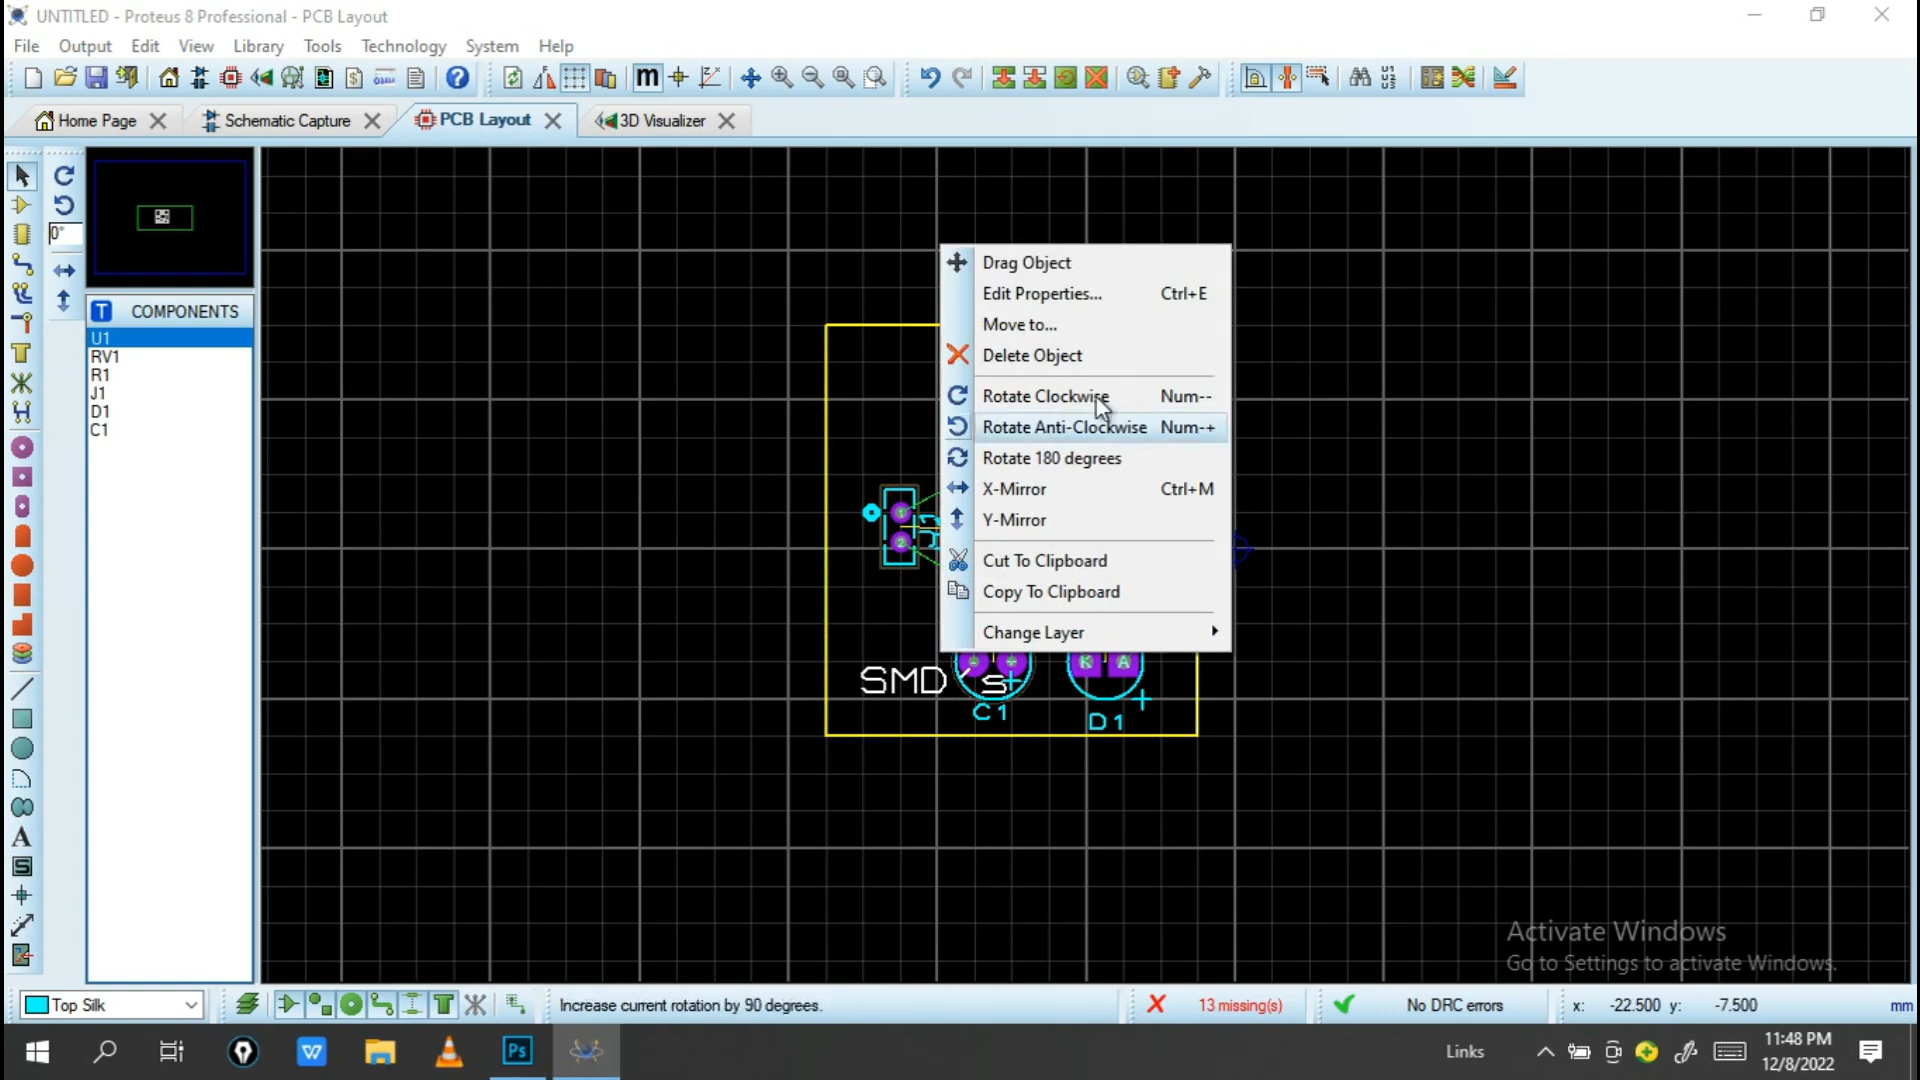 UNTITLED - Proteus 8 Professional - PCB Layout
File Output Edit View Library Tools Technology System Help
Home Page Schematic Capture PCB Layout 3D Visualizer
0°
T COMPONENTS
U1
RV1
R1
J1
D1
C1
Drag Object
Edit Properties... Ctrl+E
Move to...
Delete Object
Rotate Clockwise Num--
Rotate Anti-Clockwise Num-+
Rotate 180 degrees
X-Mirror Ctrl+M
Y-Mirror
Cut To Clipboard
Copy To Clipboard
Change Layer
1
2
J1
K A
SMD's
C1 D1
Activate Windows
Go to Settings to activate Windows.
Top Silk Increase current rotation by 90 degrees. 13 missing(s) No DRC errors x: -22.500 y: -7.500 mm
Ps Links 11:48 PM
12/8/2022